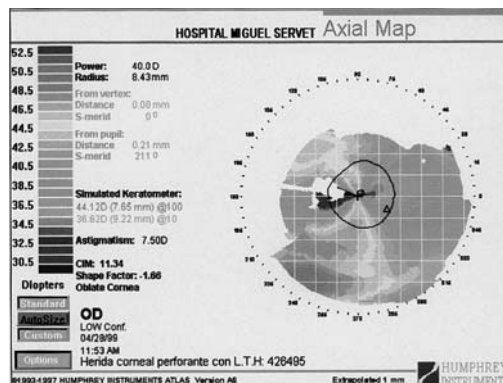 HOSPITAL MIGUEL SERVET Axial Map
52.5
50.5
48.5
46.5
44.5
42.5
40.5
38.5
36.5
34.5
32.5
30.5
Diopters
Power: 40.0 D
Radius: 8.43 mm
From vertex:
Distance 0.00 mm
S-merid 0°
From pupil:
Distance 0.21 mm
S-merid 211°
Simulated Keratometer:
44.12D (7.65 mm) @100
36.62D (9.22 mm) @10
Astigmatism: 7.50D
CIM: 11.34
Shape Factor: -1.66
Oblate Cornea
Standard
AutoSize
Custom
Options
OD
LOW Conf.
04/28/99
11:53 AM
Herida corneal perforante con L.T.H: 426495
©1993-1997 HUMPHREY INSTRUMENTS ATLAS Version A6
Extrapolated 1 mm
HUMPHREY
INSTRUMENTS